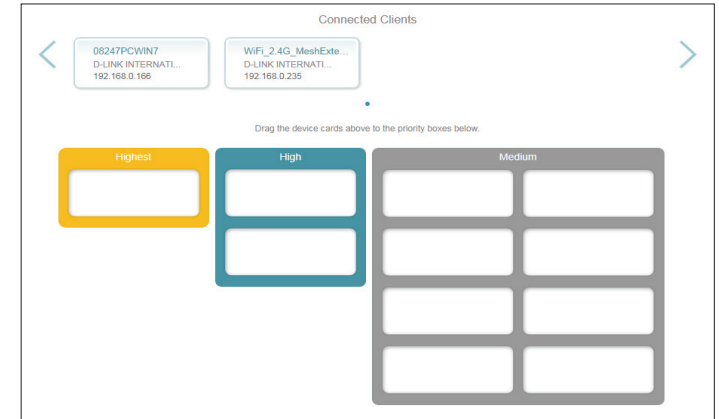 Connected Clients
08247PCWIN7
D-LINK INTERNATI...
192.168.0.166
WiFi_2.4G_MeshExte...
D-LINK INTERNATI...
192.168.0.235
Drag the device cards above to the priority boxes below.
Highest
High
Medium